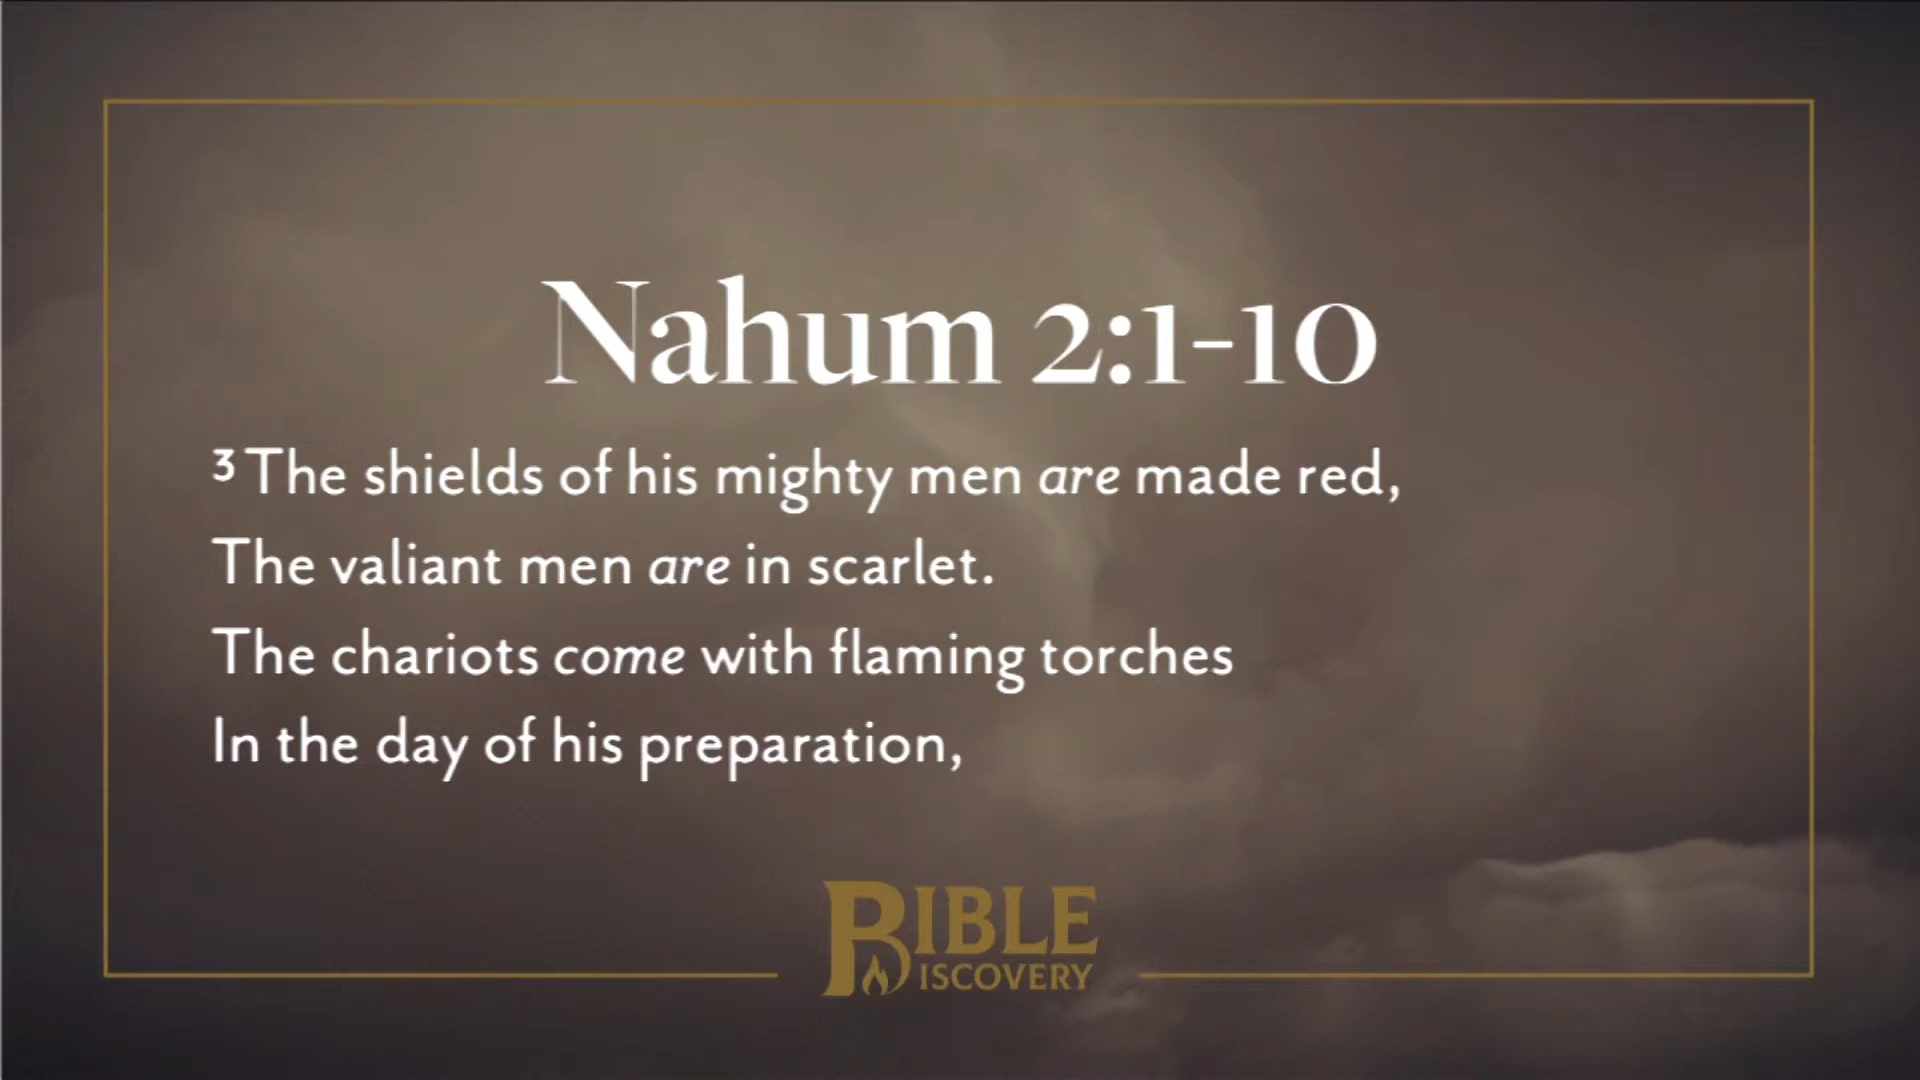 Nahum 2:1-10
³The shields of his mighty men are made red,
The valiant men are in scarlet.
The chariots come with flaming torches
In the day of his preparation,
BIBLE
DISCOVERY